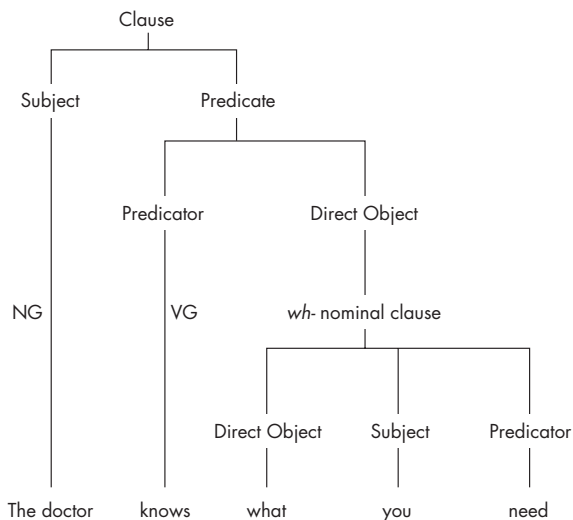 Clause
Subject Predicate
Predicator Direct Object
NG VG wh- nominal clause
Direct Object Subject Predicator
The doctor knows what you need